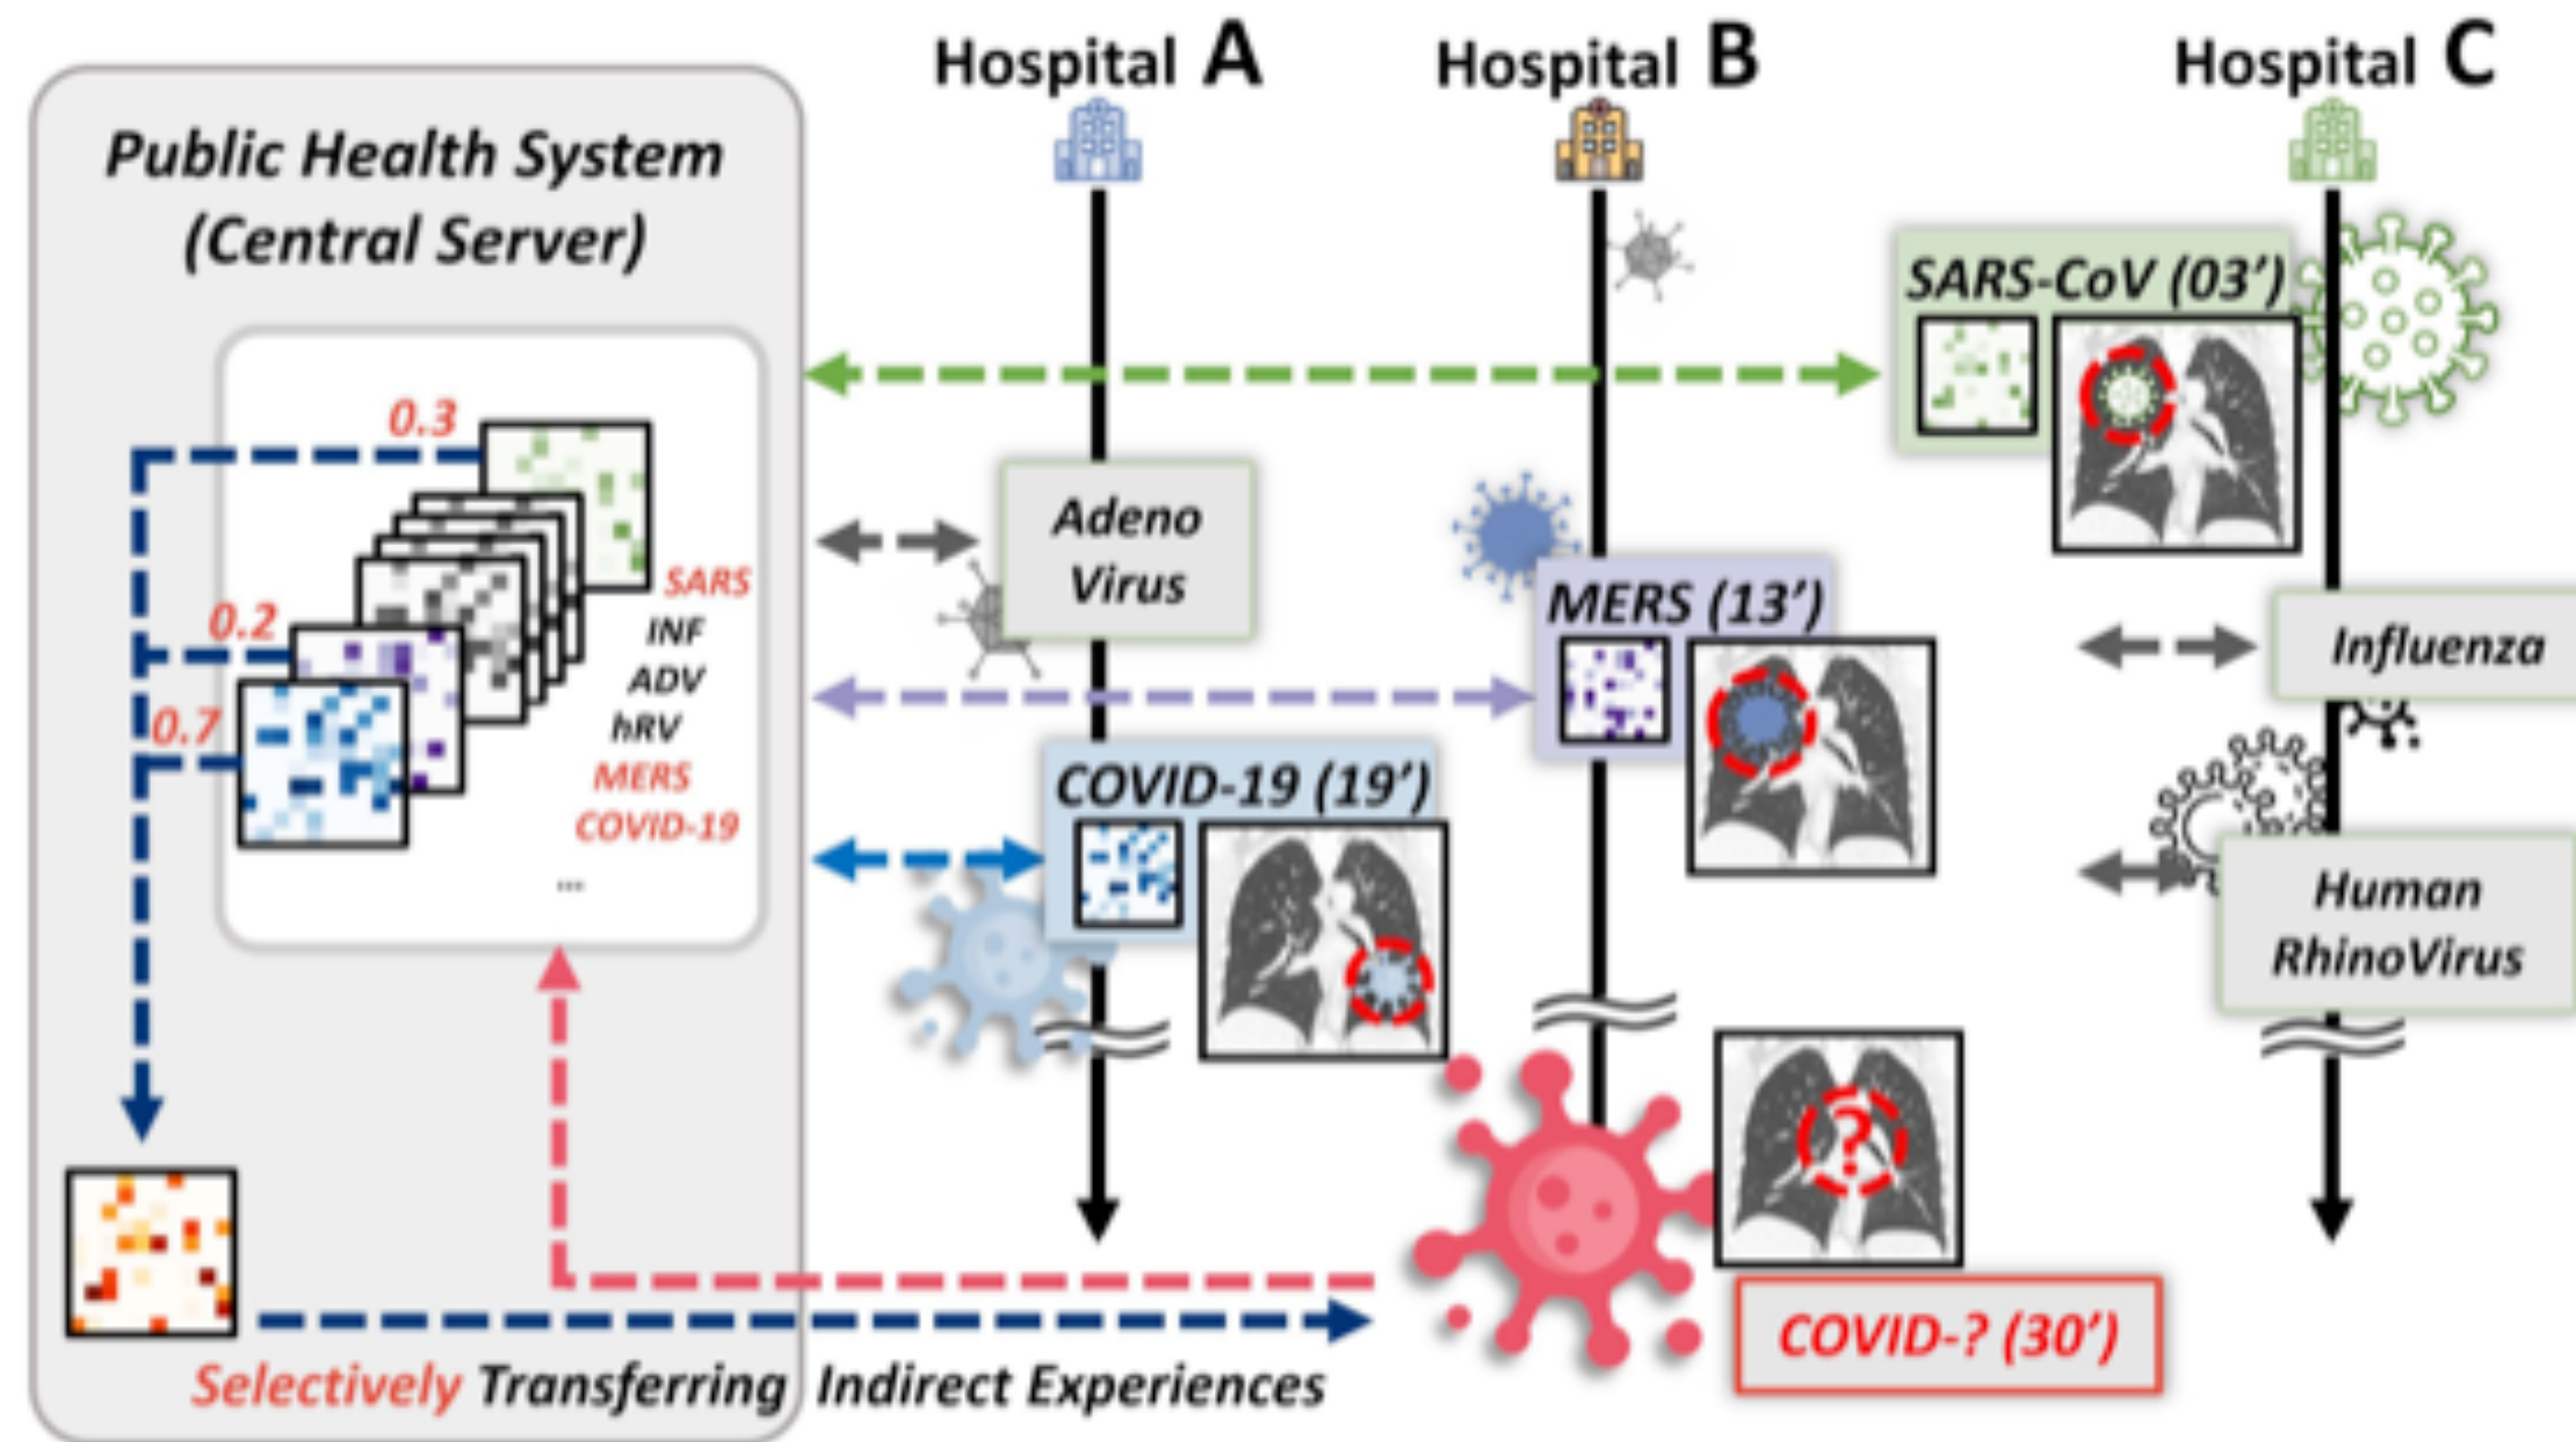 Hospital A
Hospital B
Hospital C
Public Health System
(Central Server)
SARS-CoV (03’)
0.3
Adeno
Virus
SARS
INF
ADV
hRV
MERS
COVID-19
...
0.2
0.7
MERS (13’)
Influenza
COVID-19 (19’)
Human
RhinoVirus
?
COVID-? (30’)
Selectively Transferring Indirect Experiences